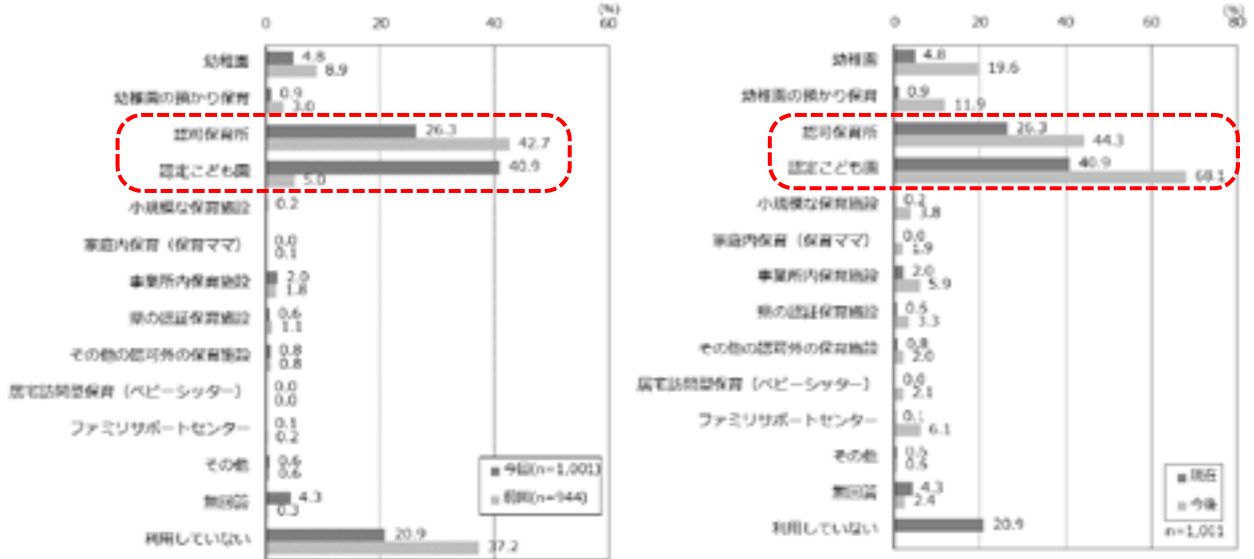 (%)
0 20 40 60
幼稚園 4.8
8.9
幼稚園の預かり保育 0.9
3.0
認可保育所 26.3
42.7
認定こども園 40.9
5.0
小規模な保育施設 0.2
家庭内保育（保育ママ） 0.0
0.1
事業所内保育施設 2.0
1.8
県の認証保育施設 0.6
1.1
その他の認可外の保育施設 0.8
0.8
居宅訪問型保育（ベビーシッター） 0.0
0.0
ファミリサポートセンター 0.1
0.2
その他 0.6
0.6
無回答 4.3
0.3
利用していない 20.9
37.2
今回(n=1,001)
前回(n=944)
(%)
0 20 40 60 80
幼稚園 4.8
19.6
幼稚園の預かり保育 0.9
11.9
認可保育所 26.3
44.3
認定こども園 40.9
68.1
小規模な保育施設 0.2
3.8
家庭内保育（保育ママ） 0.0
1.9
事業所内保育施設 2.0
5.9
県の認証保育施設
3.3
その他の認可外の保育施設 0.8
2.0
居宅訪問型保育（ベビーシッター） 0.0
2.1
ファミリサポートセンター 0.1
6.1
その他
無回答 4.3
2.4
利用していない 20.9
現在
今後
n=1,001